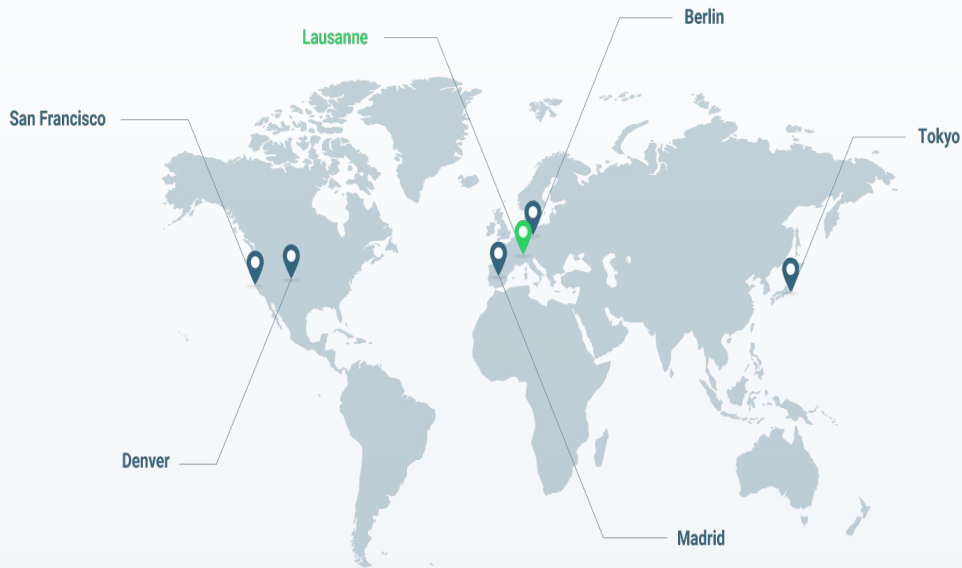 Berlin
Lausanne
San Francisco
Tokyo
Denver
Madrid